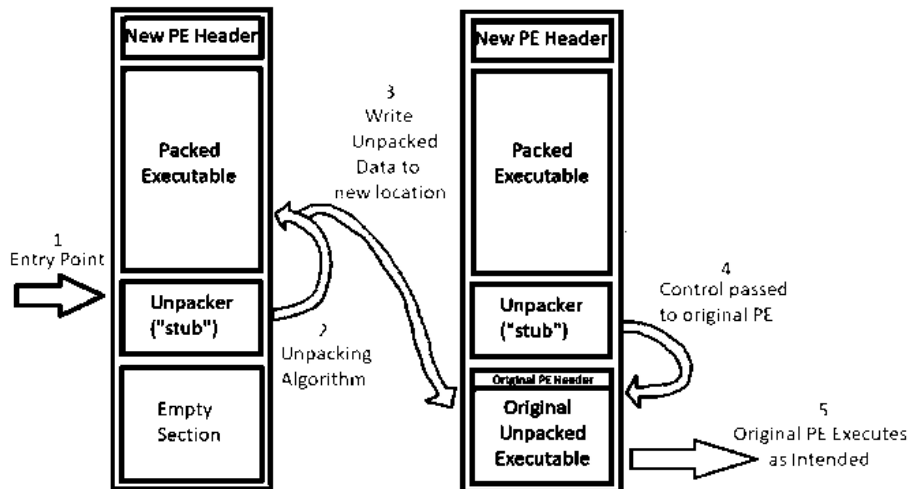 New PE Header
Packed
Executable
1
Entry Point
Unpacker
("stub")
2
Unpacking
Algorithm
Empty
Section
3
Write
Unpacked
Data to
new location
New PE Header
Packed
Executable
Unpacker
("stub")
4
Control passed
to original PE
Original PE Header
Original
Unpacked
Executable
5
Original PE Executes
as Intended